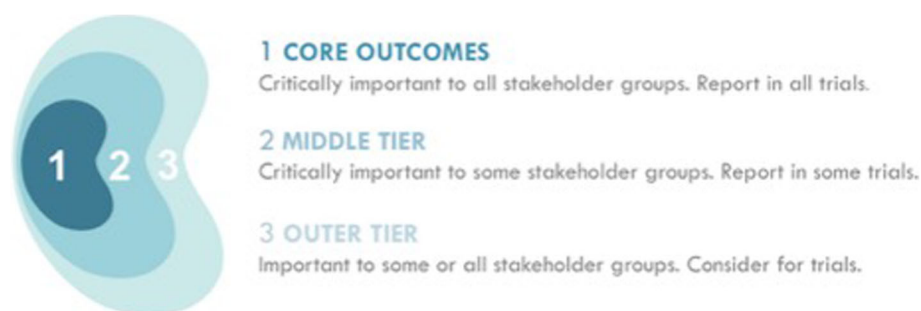 1 2 3
1 CORE OUTCOMES
Critically important to all stakeholder groups. Report in all trials.
2 MIDDLE TIER
Critically important to some stakeholder groups. Report in some trials.
3 OUTER TIER
Important to some or all stakeholder groups. Consider for trials.